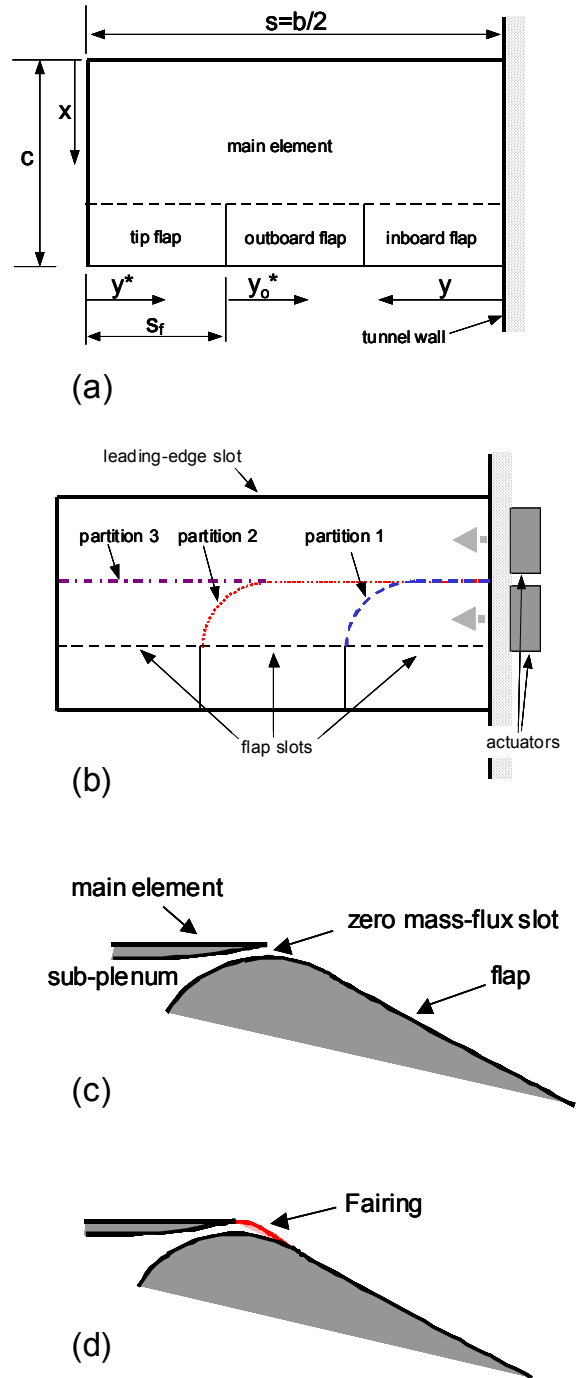 s=b/2
x
c
main element
tip flap
outboard flap
inboard flap
y*
yo*
y
sf
tunnel wall
(a)
leading-edge slot
partition 3
partition 2
partition 1
flap slots
actuators
(b)
main element
zero mass-flux slot
sub-plenum
flap
(c)
Fairing
(d)